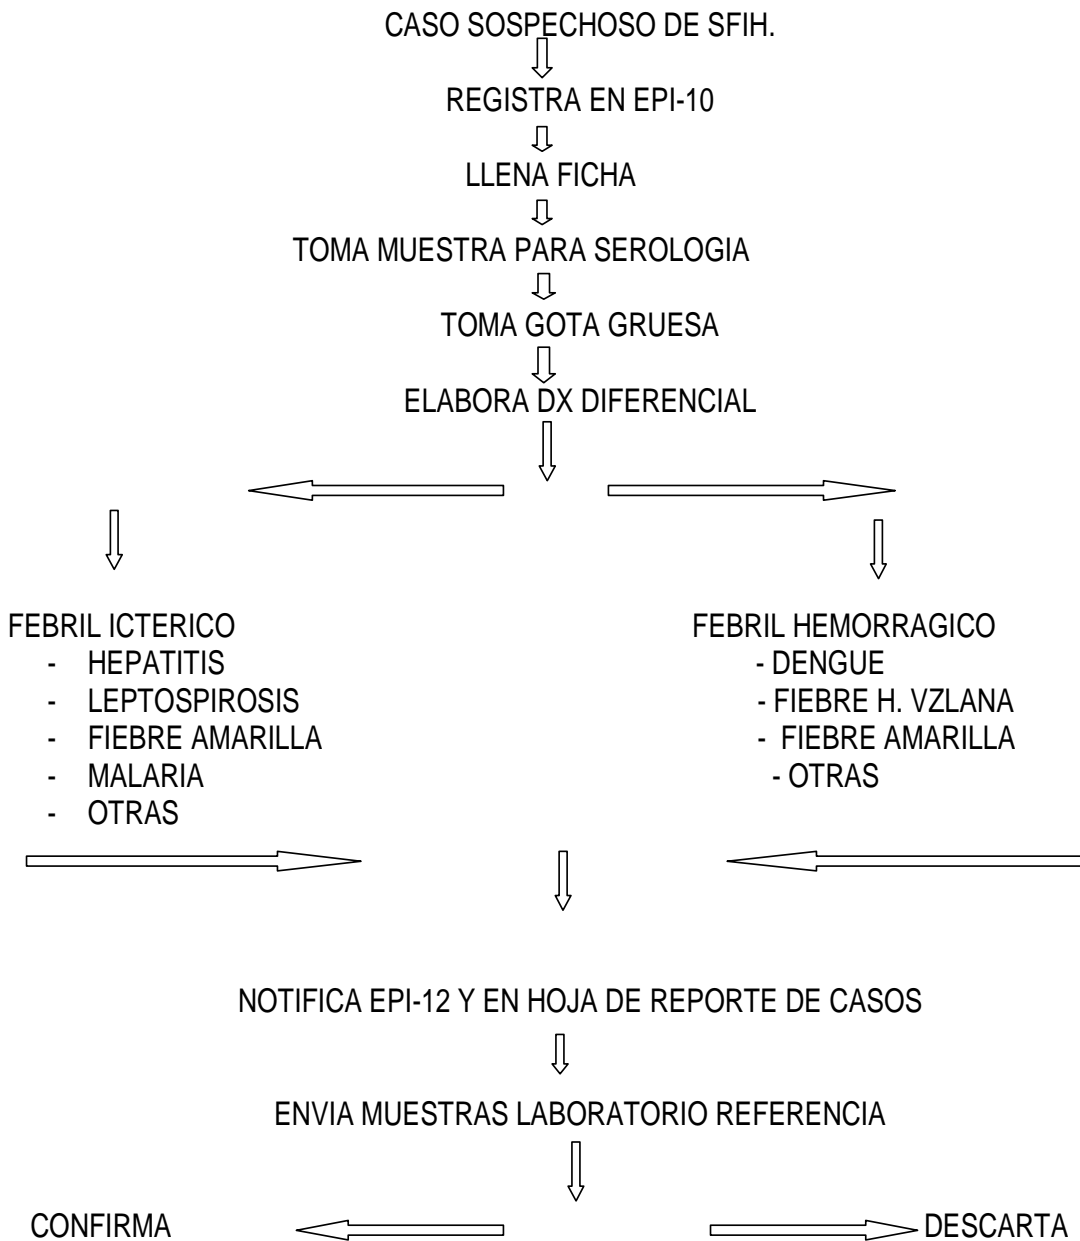 CASO SOSPECHOSO DE SFIH.
REGISTRA EN EPI-10
LLENA FICHA
TOMA MUESTRA PARA SEROLOGIA
TOMA GOTA GRUESA
ELABORA DX DIFERENCIAL
FEBRIL ICTERICO
- HEPATITIS
- LEPTOSPIROSIS
- FIEBRE AMARILLA
- MALARIA
- OTRAS
FEBRIL HEMORRAGICO
- DENGUE
- FIEBRE H. VZLANA
- FIEBRE AMARILLA
- OTRAS
NOTIFICA EPI-12 Y EN HOJA DE REPORTE DE CASOS
ENVIA MUESTRAS LABORATORIO REFERENCIA
CONFIRMA
DESCARTA